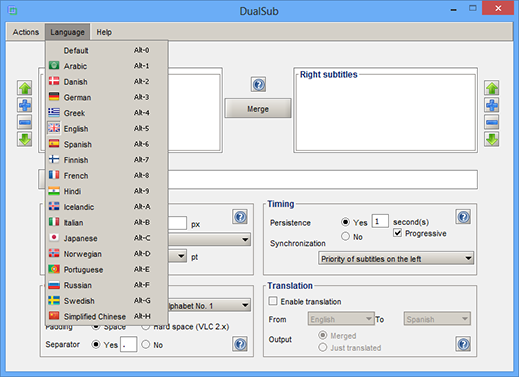 DualSub
Actions Language Help
Default Alt-0
Arabic Alt-1
Danish Alt-2
German Alt-3
Greek Alt-4
English Alt-5
Spanish Alt-6
Finnish Alt-7
French Alt-8
Hindi Alt-9
Icelandic Alt-A
Italian Alt-B
Japanese Alt-C
Norwegian Alt-D
Portuguese Alt-E
Russian Alt-F
Swedish Alt-G
Simplified Chinese Alt-H
Merge
Right subtitles
px
pt
Alphabet No. 1
Padding Space Hard space (VLC 2.x)
Separator Yes - No
Timing
Persistence Yes 1 second(s)
No Progressive
Synchronization
Priority of subtitles on the left
Translation
Enable translation
From English To Spanish
Output Merged
Just translated